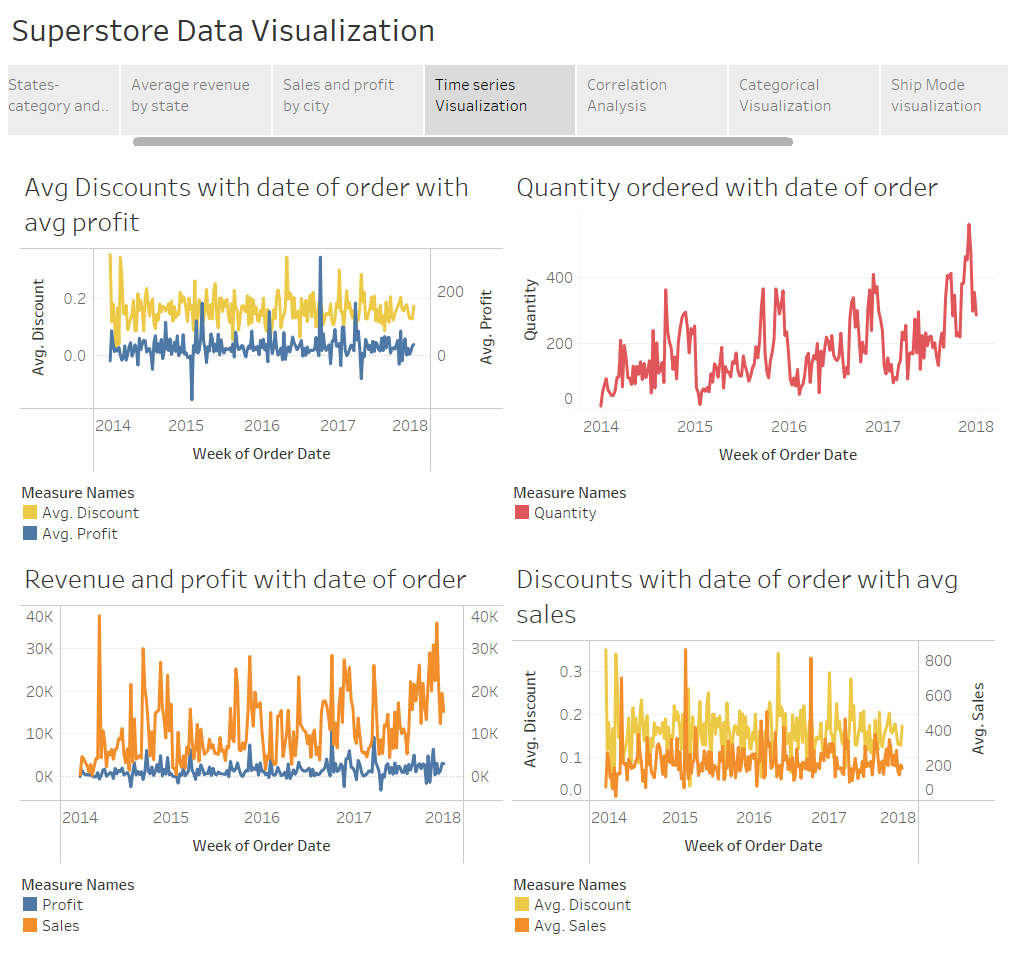 Superstore Data Visualization
States-
category and..
Average revenue
by state
Sales and profit
by city
Time series
Visualization
Correlation
Analysis
Categorical
Visualization
Ship Mode
visualization
Avg Discounts with date of order with
avg profit
Avg. Discount
0.2
0.0
200
0
Avg. Profit
2014 2015 2016 2017 2018
Week of Order Date
Measure Names
Avg. Discount
Avg. Profit
Quantity ordered with date of order
Quantity
400
200
0
2014 2015 2016 2017 2018
Week of Order Date
Measure Names
Quantity
Revenue and profit with date of order
40K
30K
20K
10K
0K
40K
30K
20K
10K
0K
2014 2015 2016 2017 2018
Week of Order Date
Measure Names
Profit
Sales
Discounts with date of order with avg
sales
Avg. Discount
0.3
0.2
0.1
0.0
800
600
400
200
0
Avg. Sales
2014 2015 2016 2017 2018
Week of Order Date
Measure Names
Avg. Discount
Avg. Sales